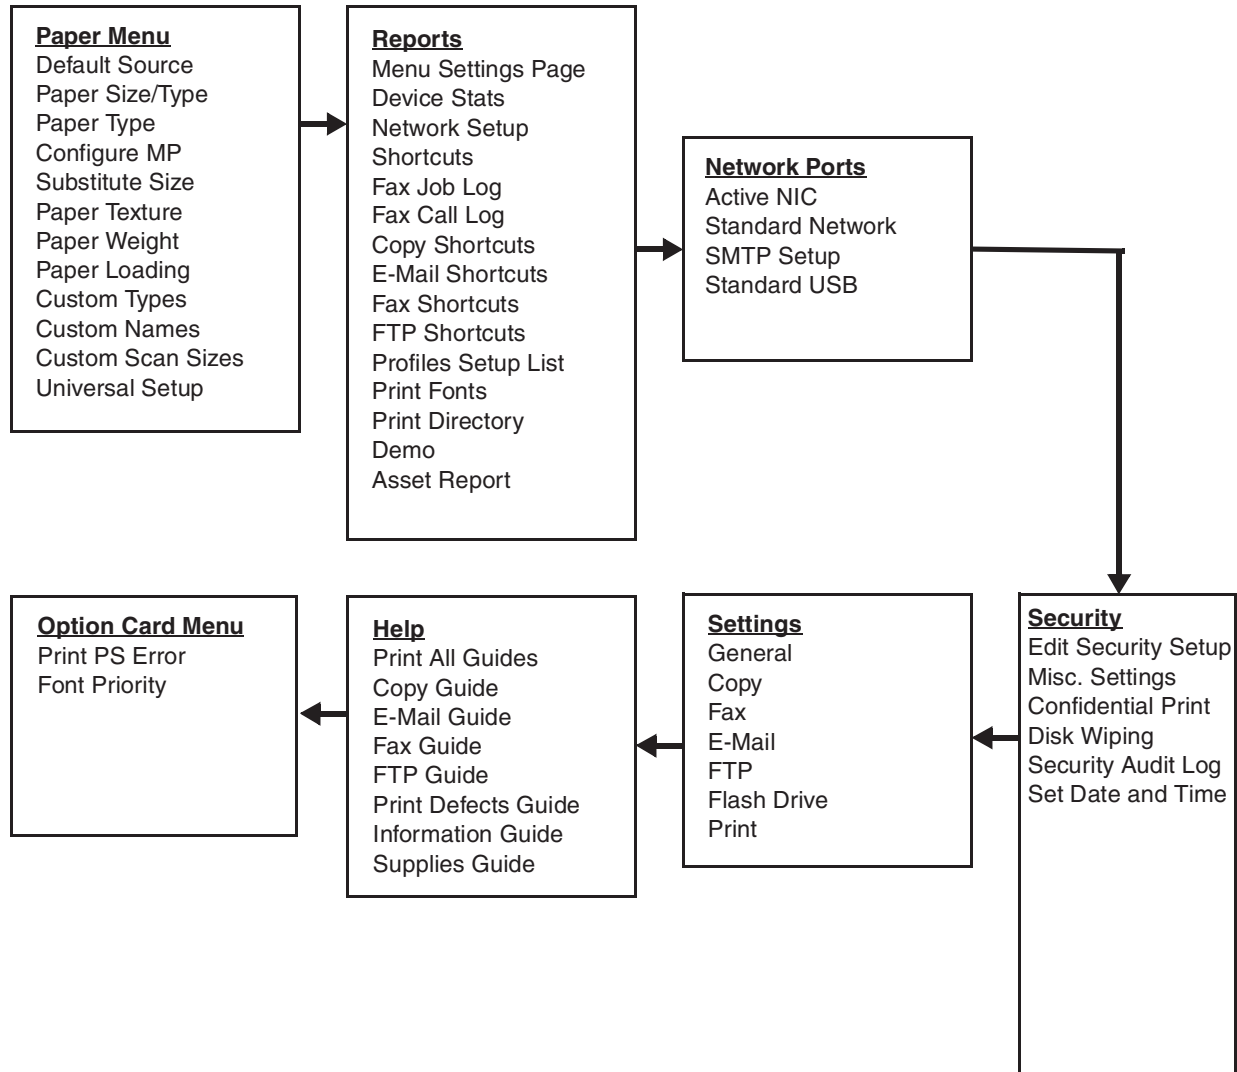 Paper Menu
Default Source
Paper Size/Type
Paper Type
Configure MP
Substitute Size
Paper Texture
Paper Weight
Paper Loading
Custom Types
Custom Names
Custom Scan Sizes
Universal Setup
Reports
Menu Settings Page
Device Stats
Network Setup
Shortcuts
Fax Job Log
Fax Call Log
Copy Shortcuts
E-Mail Shortcuts
Fax Shortcuts
FTP Shortcuts
Profiles Setup List
Print Fonts
Print Directory
Demo
Asset Report
Network Ports
Active NIC
Standard Network
SMTP Setup
Standard USB
Security
Edit Security Setup
Misc. Settings
Confidential Print
Disk Wiping
Security Audit Log
Set Date and Time
Settings
General
Copy
Fax
E-Mail
FTP
Flash Drive
Print
Help
Print All Guides
Copy Guide
E-Mail Guide
Fax Guide
FTP Guide
Print Defects Guide
Information Guide
Supplies Guide
Option Card Menu
Print PS Error
Font Priority